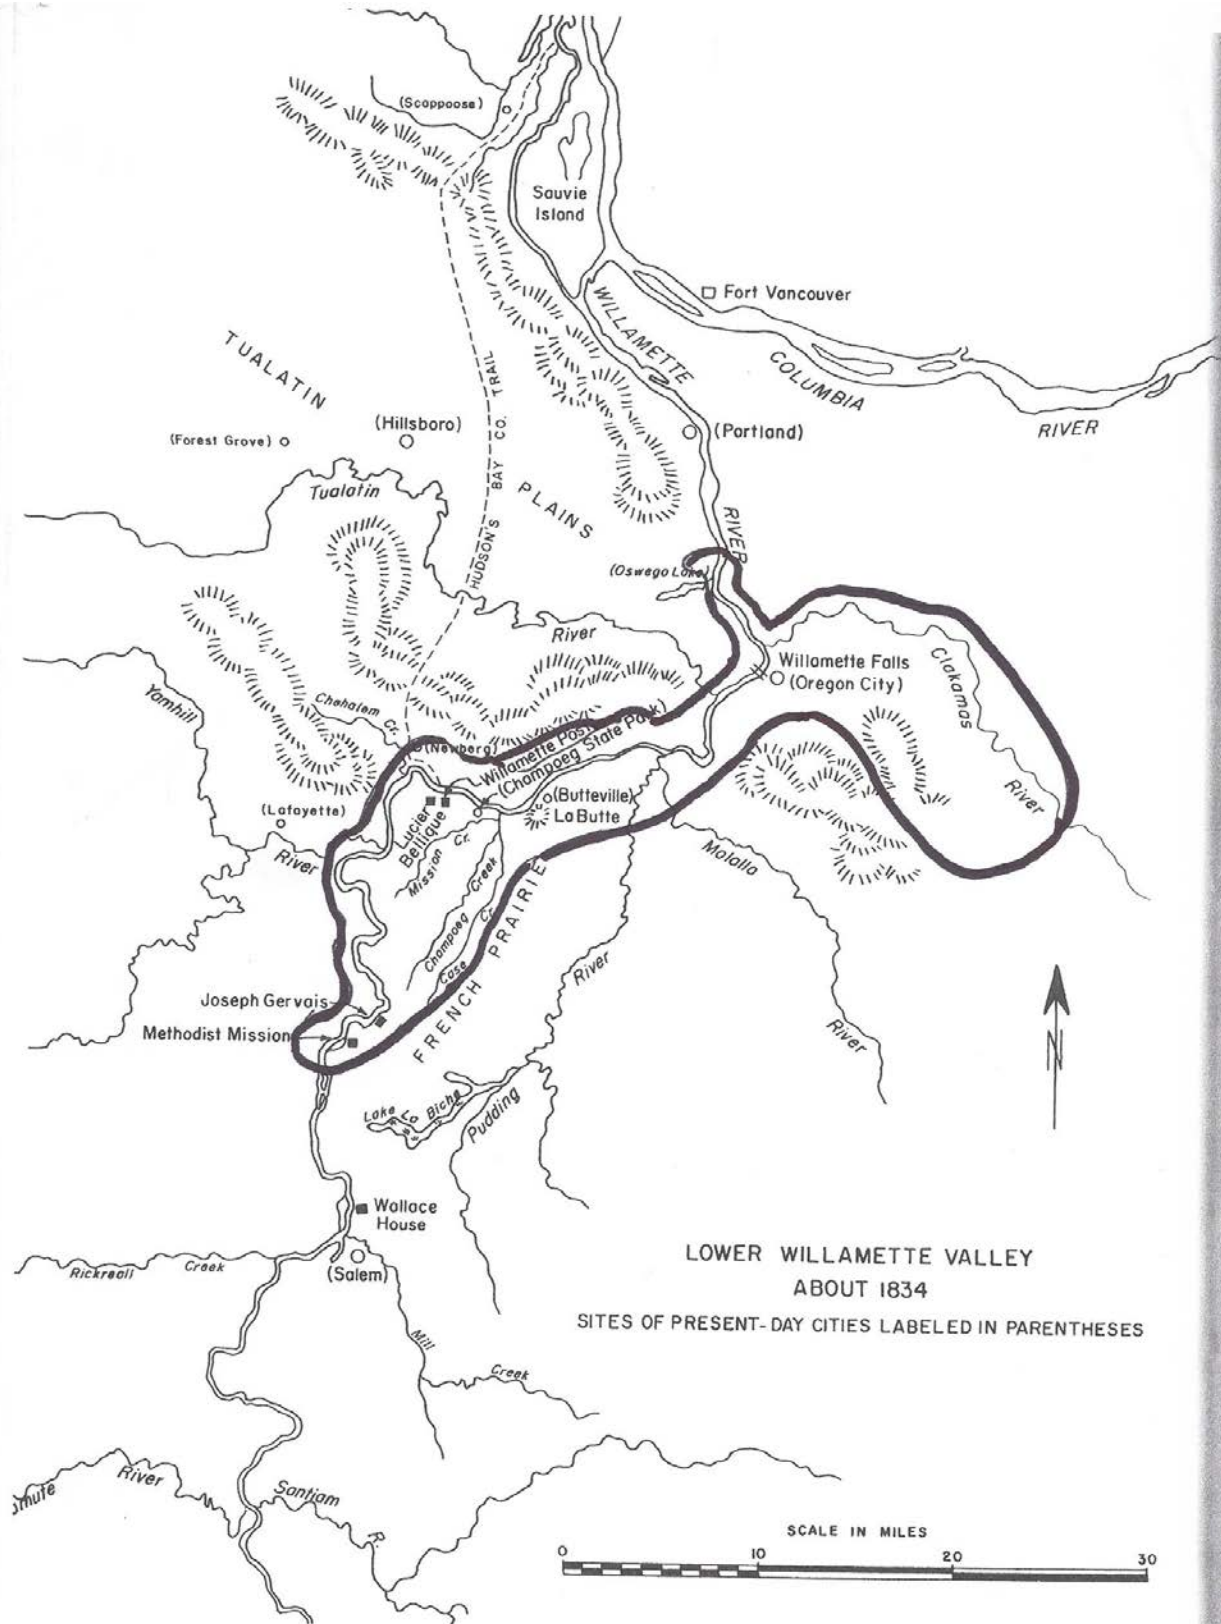 (Scappoose)
Sauvie
Island
Fort Vancouver
WILLAMETTE
COLUMBIA
RIVER
TUALATIN
HUDSON'S BAY CO. TRAIL
(Hillsboro)
(Forest Grove)
(Portland)
Tualatin
PLAINS
RIVER
(Oswego Lake)
River
Willamette Falls
(Oregon City)
Clakamas
River
Yamhill
Chehalem Cr.
(Newberg)
Willamette Post
(Champoeg State Park)
(Butteville)
La Butte
(Lafayette)
River
Lucier
Bellique
Mission Cr.
Champoeg Creek
Case Cr.
FRENCH PRAIRIE
Molalla
River
River
Joseph Gervais
Methodist Mission
Lake La Biche
Pudding
N
Wallace
House
Rickreall Creek
(Salem)
Mill
Creek
LOWER WILLAMETTE VALLEY
ABOUT 1834
SITES OF PRESENT-DAY CITIES LABELED IN PARENTHESES
River
Santiam
R.
SCALE IN MILES
0 10 20 30